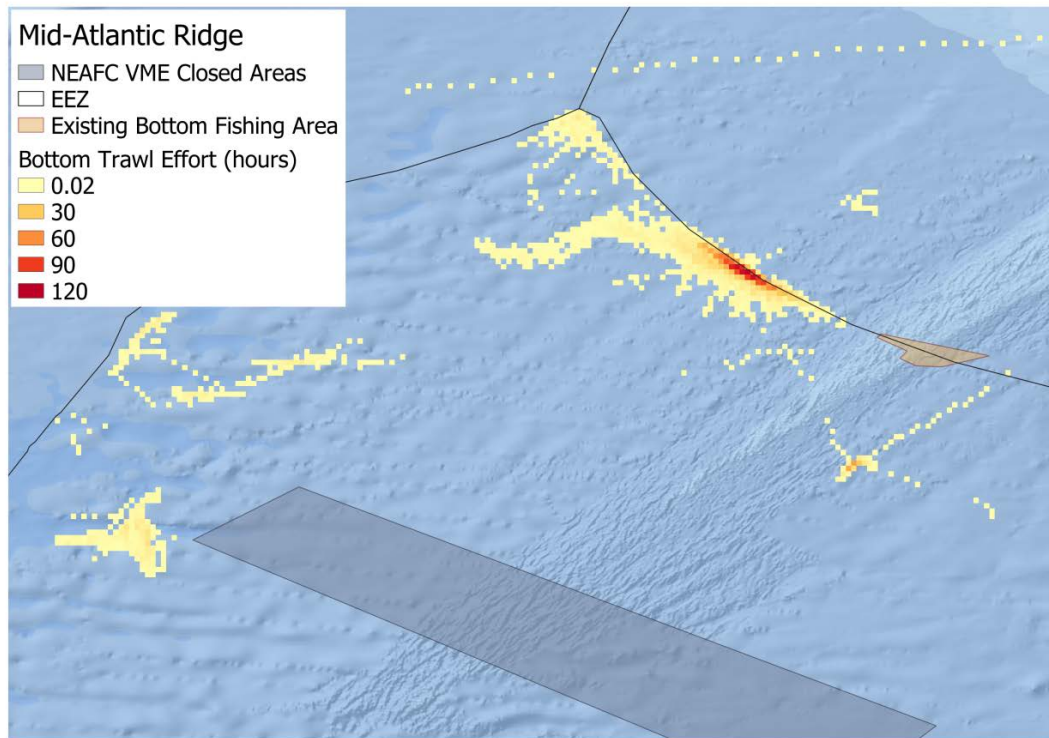 Mid-Atlantic Ridge
NEAFC VME Closed Areas
EEZ
Existing Bottom Fishing Area
Bottom Trawl Effort (hours)
0.02
30
60
90
120